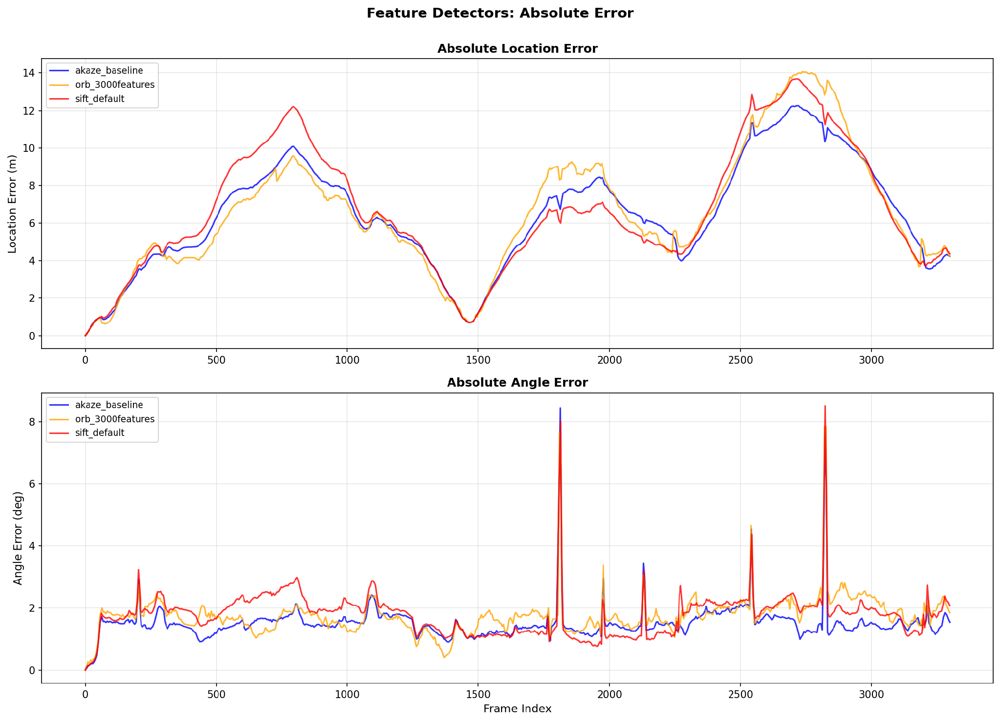 Feature Detectors: Absolute Error
Absolute Location Error
akaze_baseline
orb_3000features
sift_default
Location Error (m)
14
12
10
8
6
4
2
0
0 500 1000 1500 2000 2500 3000
Absolute Angle Error
akaze_baseline
orb_3000features
sift_default
Angle Error (deg)
8
6
4
2
0
0 500 1000 1500 2000 2500 3000
Frame Index